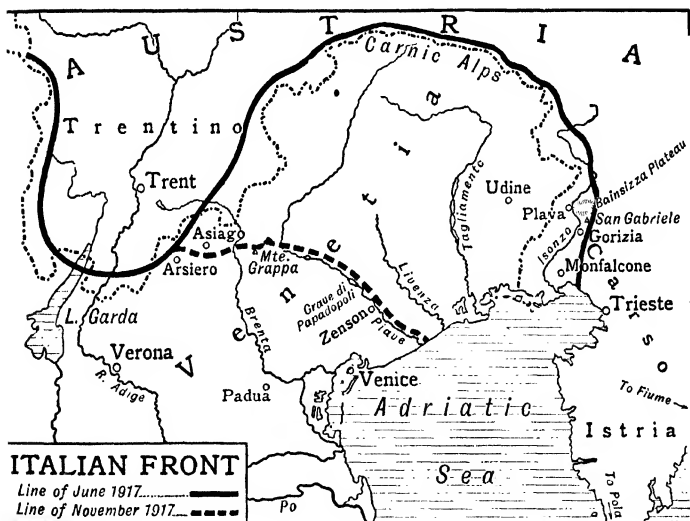 AUSTRIA
Carnic Alps
Trentino
Trent
Venetia
Tagliamento
Udine
Bainsizza Plateau
Plava
San Gabriele
Isonzo
Gorizia
Asiago
Arsiero
Mte. Grappa
Monfalcone
Carso
Livenza
Grave di Papadopoli
Zenson
Piave
Trieste
L. Garda
Brenta
Verona
R. Adige
Padua
Venice
To Fiume
Adriatic
Sea
Istria
To Pola
Po
ITALIAN FRONT
Line of June 1917
Line of November 1917